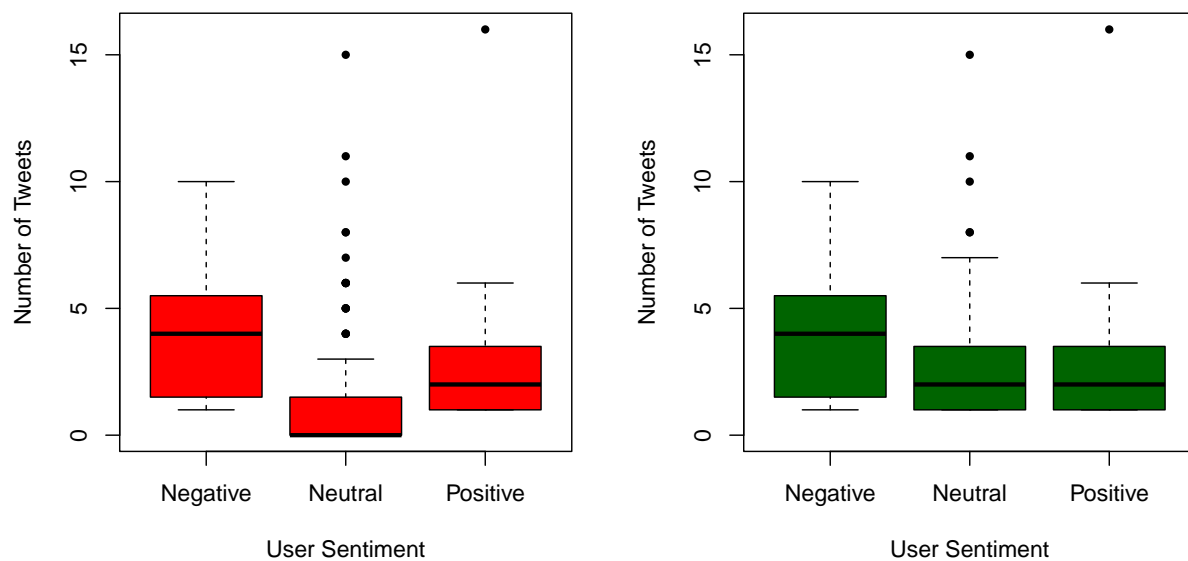 Number of Tweets
15
10
5
0
Negative Neutral Positive
User Sentiment
Number of Tweets
15
10
5
0
Negative Neutral Positive
User Sentiment